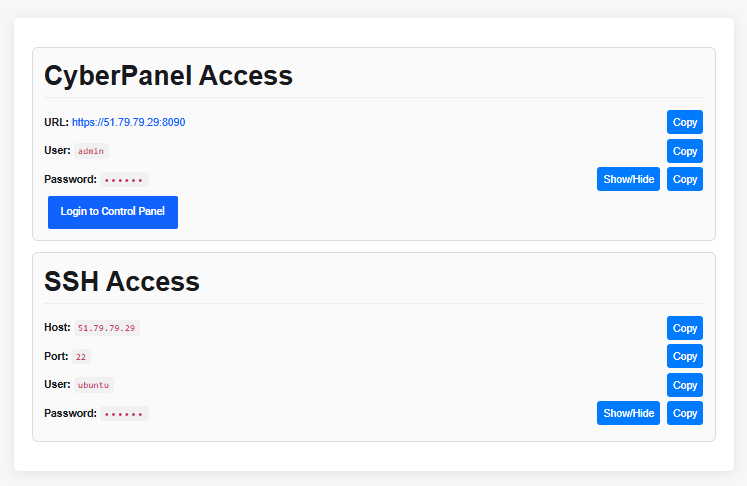 CyberPanel Access
URL: https://51.79.79.29:8090 Copy
User: admin Copy
Password: •••••• Show/Hide Copy
Login to Control Panel
SSH Access
Host: 51.79.79.29 Copy
Port: 22 Copy
User: ubuntu Copy
Password: •••••• Show/Hide Copy